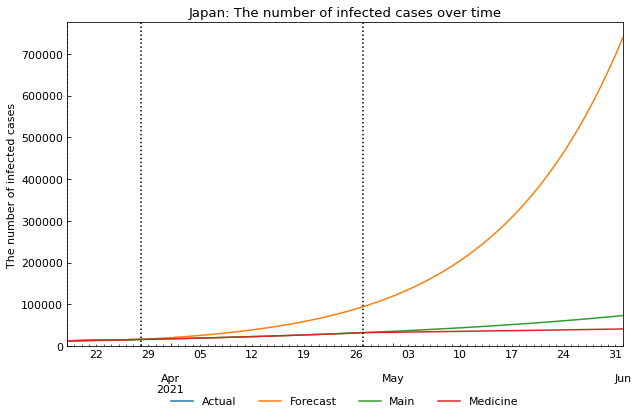 Japan: The number of infected cases over time
The number of infected cases
700000
600000
500000
400000
300000
200000
100000
0
22 29 05 12 19 26 03 10 17 24 31
Apr May Jun
2021
Actual Forecast Main Medicine